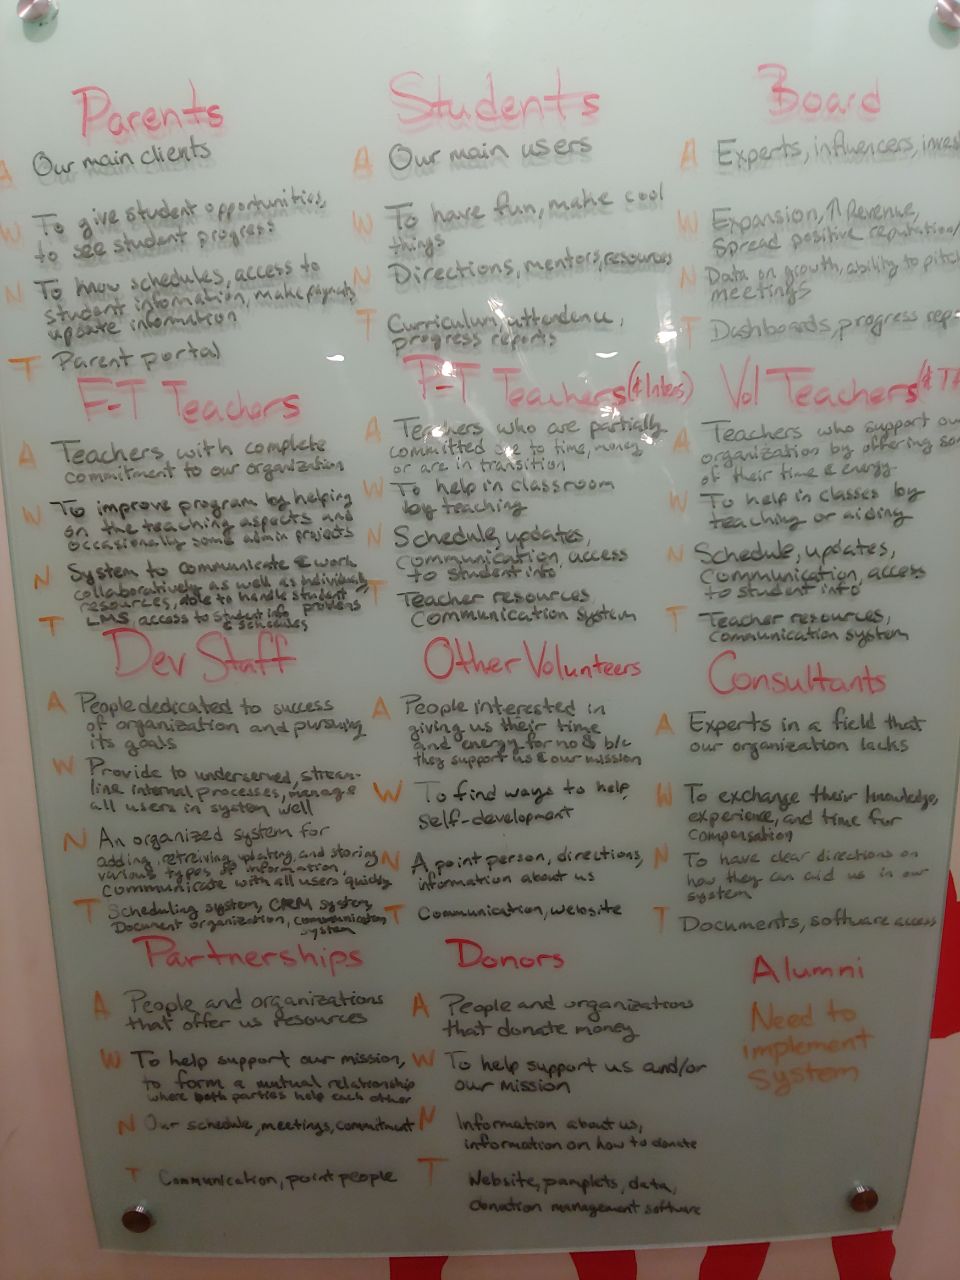 Parents
A Our main clients
W To give student opportunities,
to see student progress
N To know schedules, access to
student information, make payments
update information
T Parent portal
Students
A Our main users
W To have fun, make cool
things
N Directions, mentors, resources
T Curriculum, attendence,
progress reports
Board
A Experts, influencers,
W Expansion, ↑ Revenue,
Spread positive reputation/
N Data on growth, ability to pitch
meetings
T Dashboards, progress
F-T Teachers
A Teachers with complete
commitment to our organization
W To improve program by helping
on the teaching aspects and
occasionally some admin projects
N System to communicate & work
collaboratively as well as individually,
resources, able to handle student
problems
T LMS, access to student info
& schedules
P-T Teachers (& Interns)
A Teachers who are partially
committed due to time, money
or are in transition
W To help in classroom
by teaching
N Schedule, updates,
communication, access
to student info
T Teacher resources,
Communication system
Vol Teachers (&
A Teachers who support
organization by offering
of their time & energy
W To help in classes by
teaching or aiding
N Schedule, updates,
Communication, access
to student info
T Teacher resources,
communication system
Dev Staff
A People dedicated to success
of organization and pursuing
its goals
W Provide to underserved, stream-
line internal processes, manage
all users in system well
N An organized system for
adding, retreiving, updating, and storing
various types of information,
communicate with all users quickly
T Scheduling system, CRM system,
Document organization, communication
system
Other Volunteers
A People interested in
giving us their time
and energy for no $ b/c
they support us & our mission
W To find ways to help,
self-development
N A point person, directions,
information about us
T Communication, website
Consultants
A Experts in a field that
our organization lacks
W To exchange their knowledge,
experience, and time for
compensation
N To have clear directions on
how they can aid us in our
system
T Documents, software access
Partnerships
A People and organizations
that offer us resources
W To help support our mission,
to form a mutual relationship
where both parties help each other
N Our schedule, meetings, commitment
T Communication, point people
Donors
A People and organizations
that donate money
W To help support us and/or
our mission
N Information about us,
information on how to donate
T Website, pamplets, data,
donation management software
Alumni
Need to
implement
system